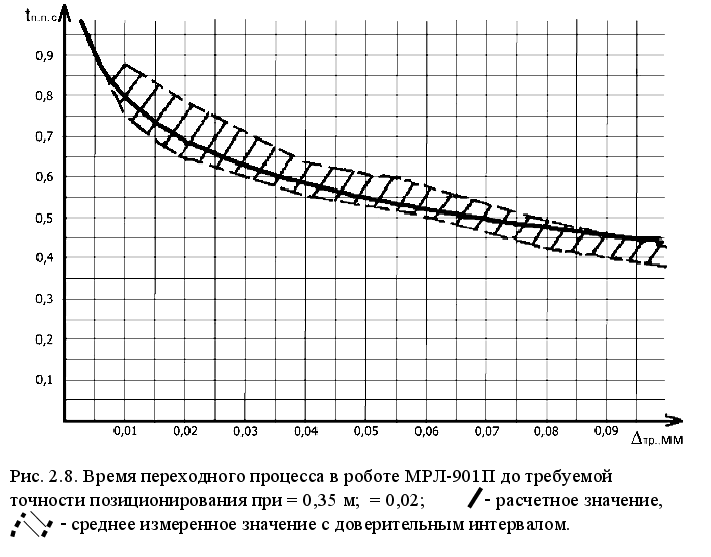 tп.п.с
0,9
0,8
0,7
0,6
0,5
0,4
0,3
0,2
0,1
0,01 0,02 0,03 0,04 0,05 0,06 0,07 0,08 0,09
Δтр.,мм
Рис. 2.8. Время переходного процесса в роботе МРЛ-901П до требуемой
точности позиционирования при = 0,35 м; = 0,02; - расчетное значение,
- среднее измеренное значение с доверительным интервалом.